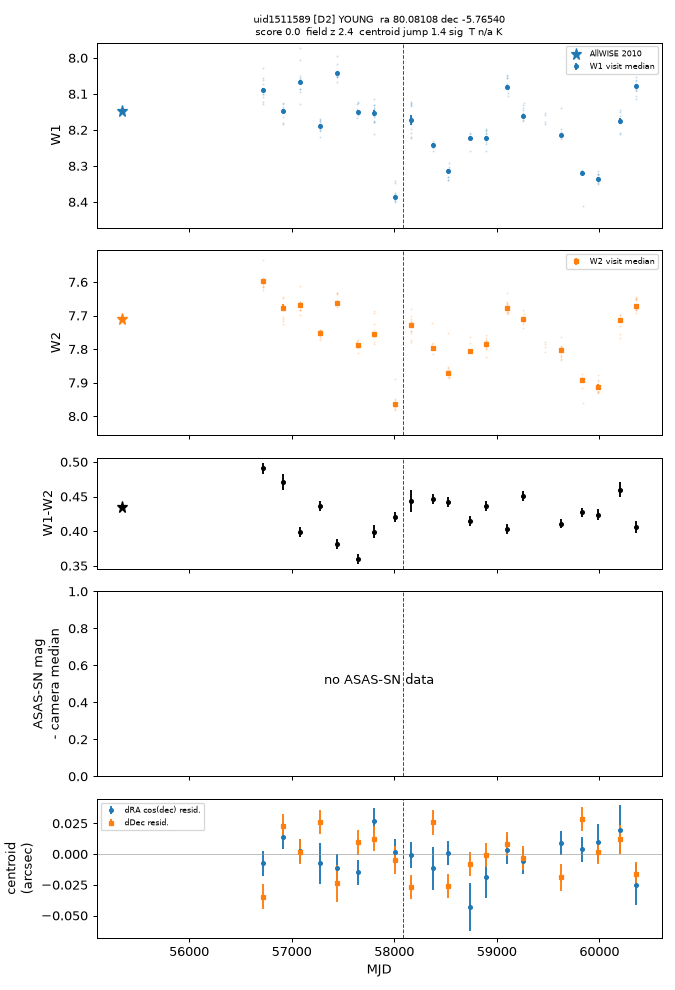 uid1511589 [D2] YOUNG  ra 80.08108 dec -5.76540
score 0.0  field z 2.4  centroid jump 1.4 sig  T n/a K
8.0
8.1
8.2
8.3
8.4
W1
AllWISE 2010
W1 visit median
7.6
7.7
7.8
7.9
8.0
W2
W2 visit median
0.50
0.45
0.40
0.35
W1-W2
1.0
0.8
0.6
0.4
0.2
0.0
ASAS-SN mag
- camera median
no ASAS-SN data
0.025
0.000
−0.025
−0.050
centroid
(arcsec)
dRA cos(dec) resid.
dDec resid.
56000
57000
58000
59000
60000
MJD